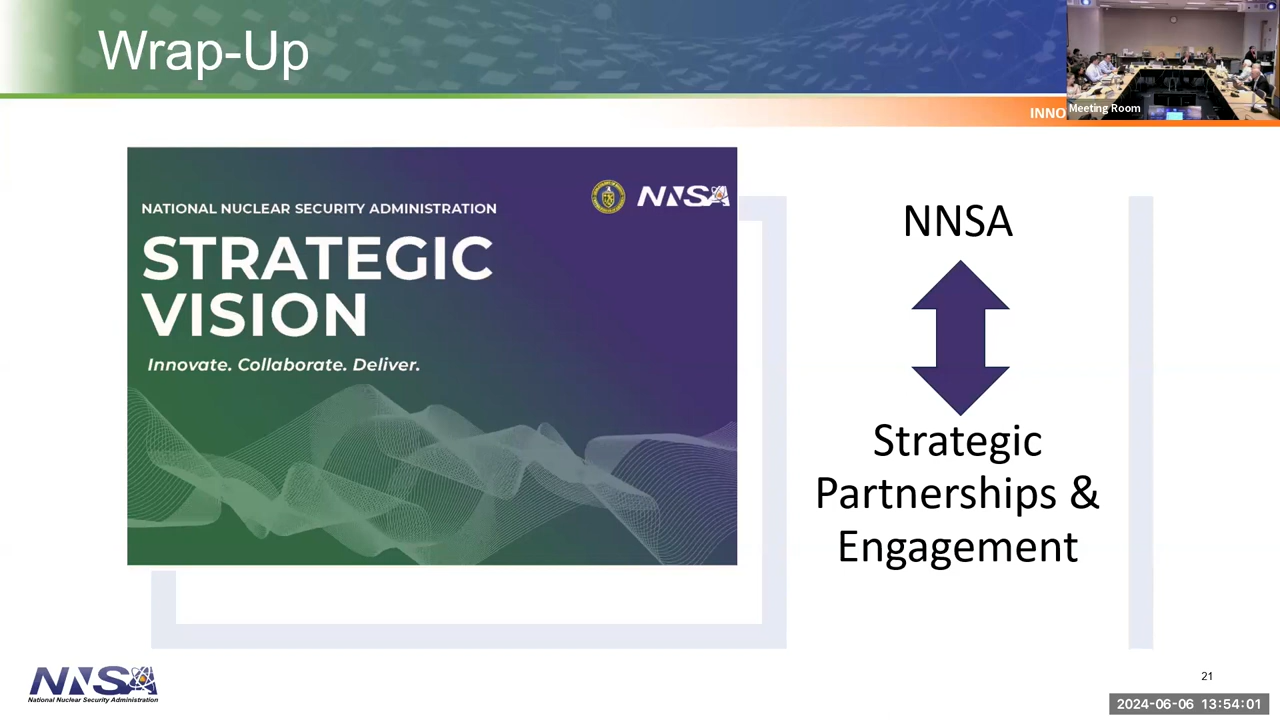 Wrap-Up
INNO
Meeting Room
NATIONAL NUCLEAR SECURITY ADMINISTRATION
NNSA
STRATEGIC
VISION
Innovate. Collaborate. Deliver.
NNSA
Strategic
Partnerships &
Engagement
NNSA
National Nuclear Security Administration
21
2024-06-06 13:54:01